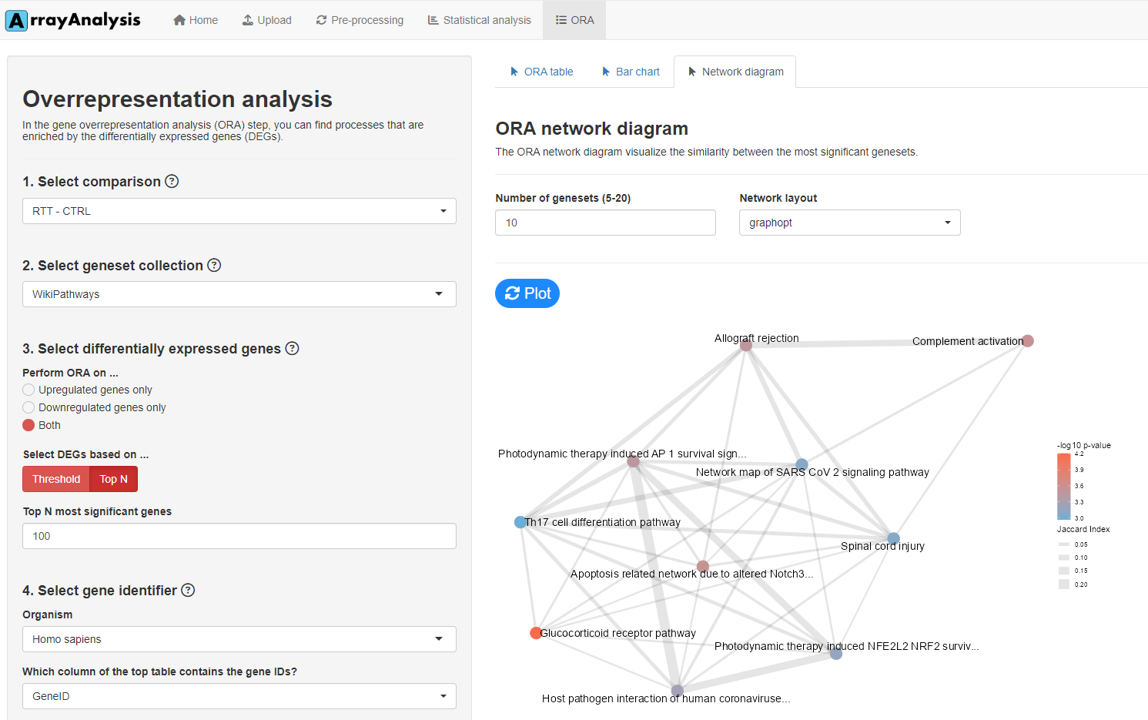 ArrayAnalysis
Home
Upload
Pre-processing
Statistical analysis
ORA
Overrepresentation analysis
In the gene overrepresentation analysis (ORA) step, you can find processes that are
enriched by the differentially expressed genes (DEGs).
1. Select comparison ?
RTT - CTRL
2. Select geneset collection ?
WikiPathways
3. Select differentially expressed genes ?
Perform ORA on ...
Upregulated genes only
Downregulated genes only
Both
Select DEGs based on ...
Threshold Top N
Top N most significant genes
100
4. Select gene identifier ?
Organism
Homo sapiens
Which column of the top table contains the gene IDs?
GeneID
ORA table
Bar chart
Network diagram
ORA network diagram
The ORA network diagram visualize the similarity between the most significant genesets.
Number of genesets (5-20)
10
Network layout
graphopt
Plot
Allograft rejection
Complement activation
Photodynamic therapy induced AP 1 survival sign...
Network map of SARS CoV 2 signaling pathway
Th17 cell differentiation pathway
Spinal cord injury
Apoptosis related network due to altered Notch3...
Glucocorticoid receptor pathway
Photodynamic therapy induced NFE2L2 NRF2 surviv...
Host pathogen interaction of human coronaviruse...
-log10 p-value
4.2
3.9
3.6
3.3
3.0
Jaccard Index
0.05
0.10
0.15
0.20